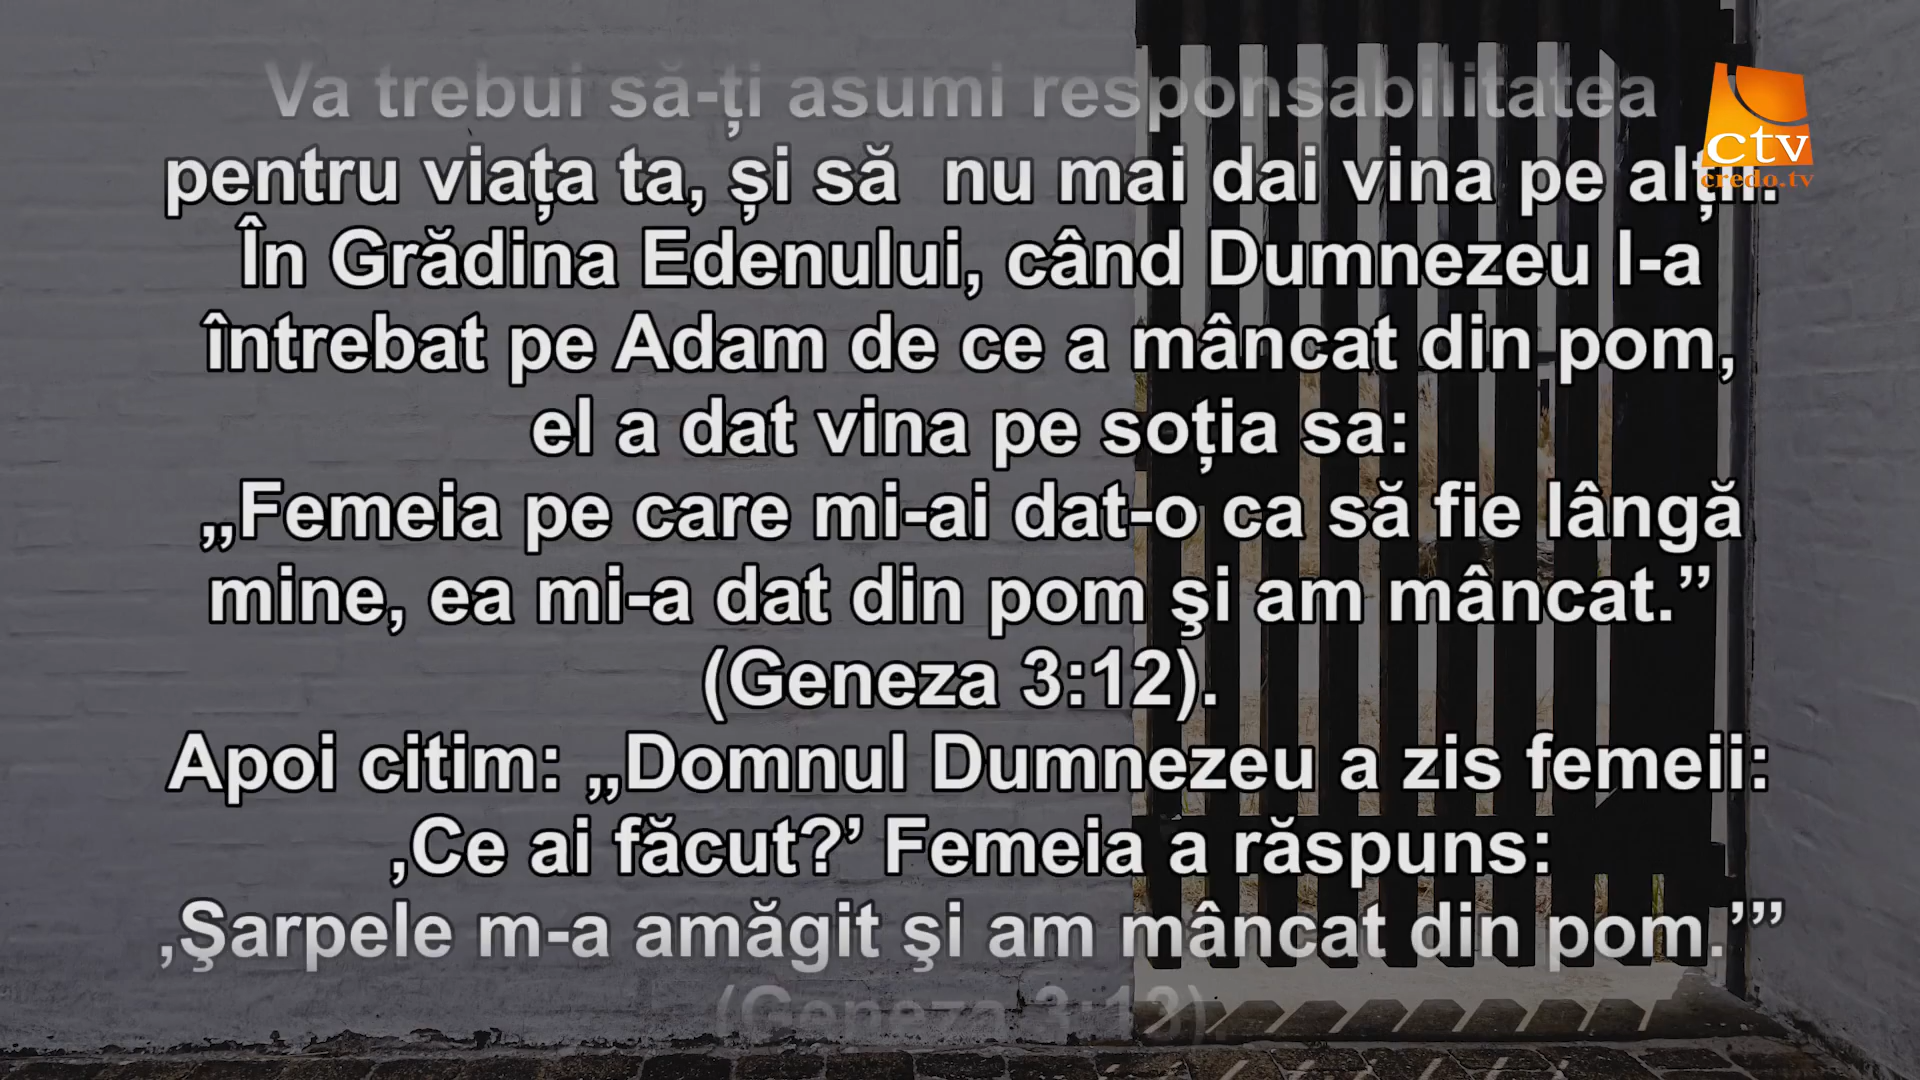 Va trebui să-ți asumi responsabilitatea
pentru viața ta, și să  nu mai dai vina pe alții.
În Grădina Edenului, când Dumnezeu l-a
întrebat pe Adam de ce a mâncat din pom,
el a dat vina pe soția sa:
„Femeia pe care mi-ai dat-o ca să fie lângă
mine, ea mi-a dat din pom şi am mâncat.”
(Geneza 3:12).
Apoi citim: „Domnul Dumnezeu a zis femeii:
‚Ce ai făcut?’ Femeia a răspuns:
‚Şarpele m-a amăgit şi am mâncat din pom.’”
(Geneza 3:13).
ctv
credo.tv